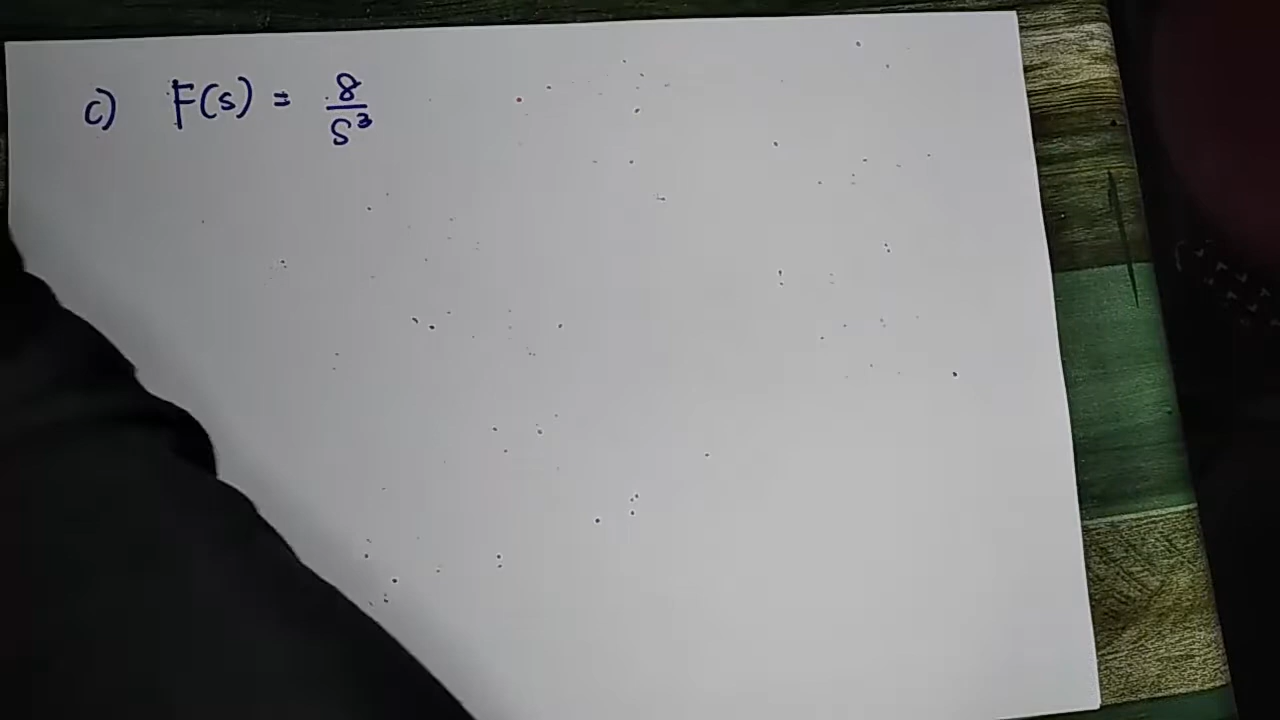 c) F(s) = 8/s³